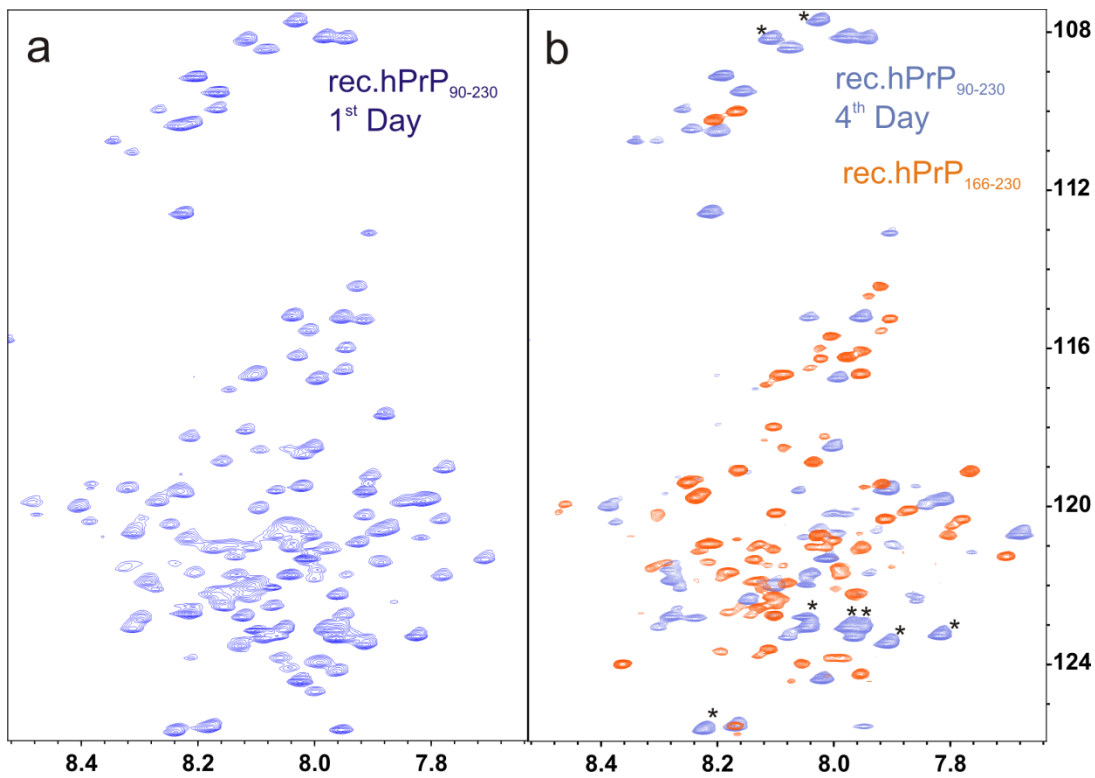 a
rec.hPrP90-230
1st Day
b
rec.hPrP90-230
4th Day
rec.hPrP166-230
* *
* * *
* *
*
108
112
116
120
124
8.4 8.2 8.0 7.8
8.4 8.2 8.0 7.8